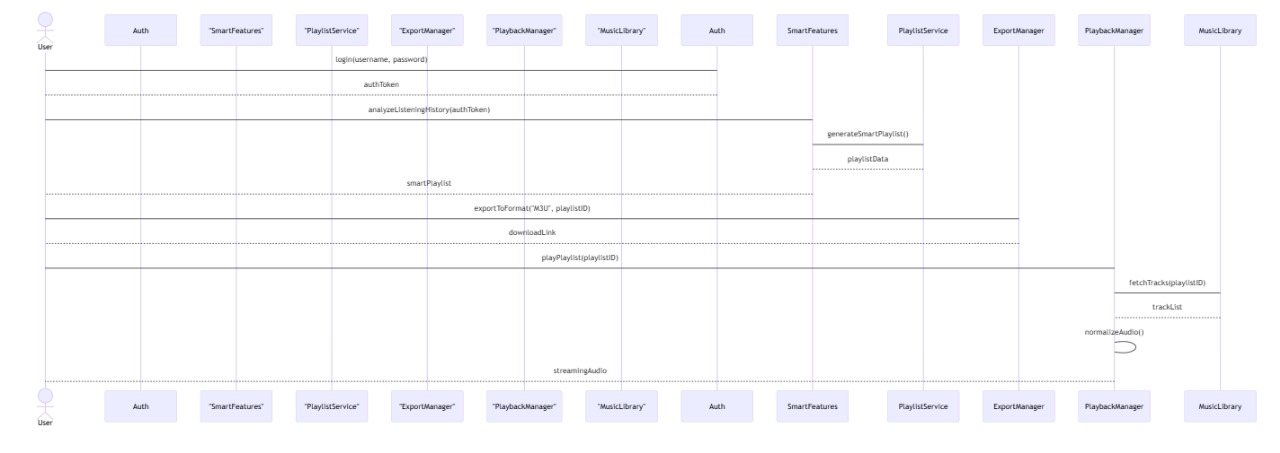 User
Auth
"SmartFeatures"
"PlaylistService"
"ExportManager"
"PlaybackManager"
"MusicLibrary"
Auth
SmartFeatures
PlaylistService
ExportManager
PlaybackManager
MusicLibrary
login(username, password)
authToken
analyzeListeningHistory(authToken)
generateSmartPlaylist()
playlistData
smartPlaylist
exportToFormat("M3U", playlistID)
downloadLink
playPlaylist(playlistID)
fetchTracks(playlistID)
trackList
normalizeAudio()
streamingAudio
User
Auth
"SmartFeatures"
"PlaylistService"
"ExportManager"
"PlaybackManager"
"MusicLibrary"
Auth
SmartFeatures
PlaylistService
ExportManager
PlaybackManager
MusicLibrary